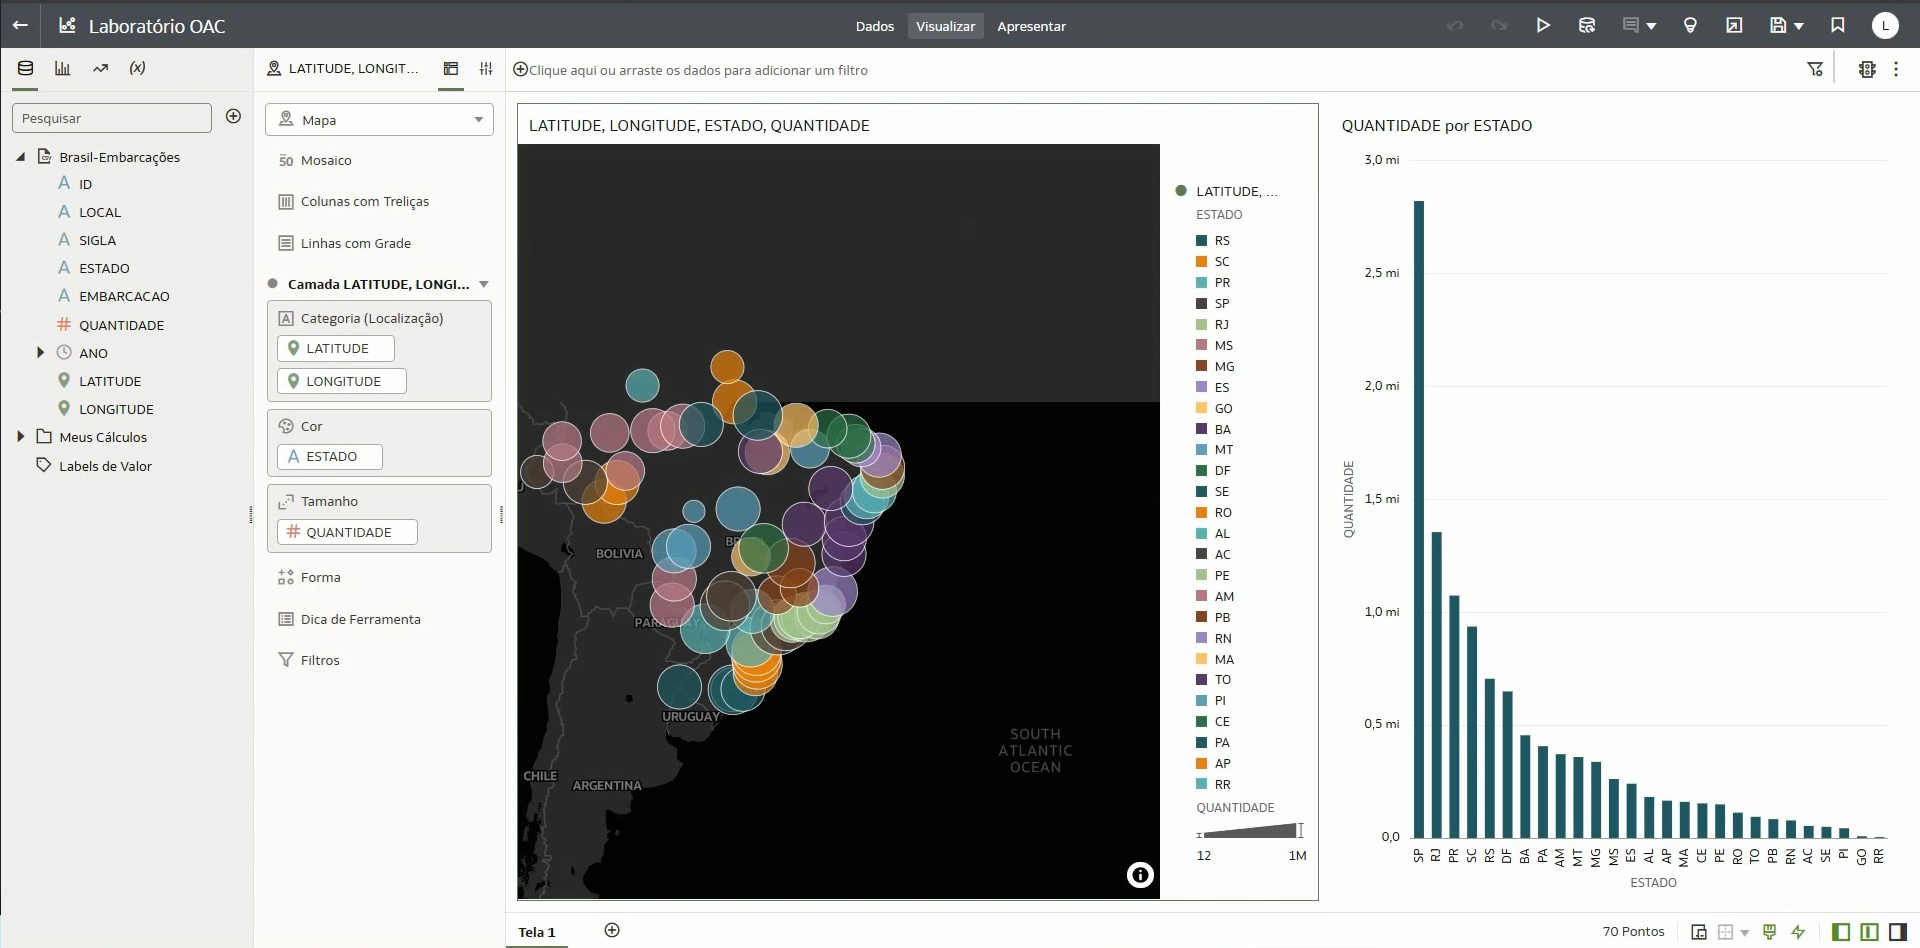 Laboratório OAC
Dados
Visualizar
Apresentar
L
(x)
LATITUDE, LONGIT...
Clique aqui ou arraste os dados para adicionar um filtro
Pesquisar
Brasil-Embarcações
A ID
A LOCAL
A SIGLA
A ESTADO
A EMBARCACAO
# QUANTIDADE
ANO
LATITUDE
LONGITUDE
Meus Cálculos
Labels de Valor
Mapa
50 Mosaico
Colunas com Treliças
Linhas com Grade
Camada LATITUDE, LONGI...
A Categoria (Localização)
LATITUDE
LONGITUDE
Cor
A ESTADO
Tamanho
# QUANTIDADE
Forma
Dica de Ferramenta
Filtros
LATITUDE, LONGITUDE, ESTADO, QUANTIDADE
BOLIVIA
URUGUAY
CHILE
ARGENTINA
SOUTH
ATLANTIC
OCEAN
LATITUDE, ...
ESTADO
RS
SC
PR
SP
RJ
MS
MG
ES
GO
BA
MT
DF
SE
RO
AL
AC
PE
AM
PB
RN
MA
TO
PI
CE
PA
AP
RR
QUANTIDADE
12
1M
QUANTIDADE por ESTADO
QUANTIDADE
3,0 mi
2,5 mi
2,0 mi
1,5 mi
1,0 mi
0,5 mi
0,0
SP
RJ
PR
SC
RS
DF
BA
PA
AM
MT
MG
MS
ES
AL
AP
MA
CE
PE
RO
TO
PB
RN
AC
SE
PI
GO
RR
ESTADO
Tela 1
70 Pontos